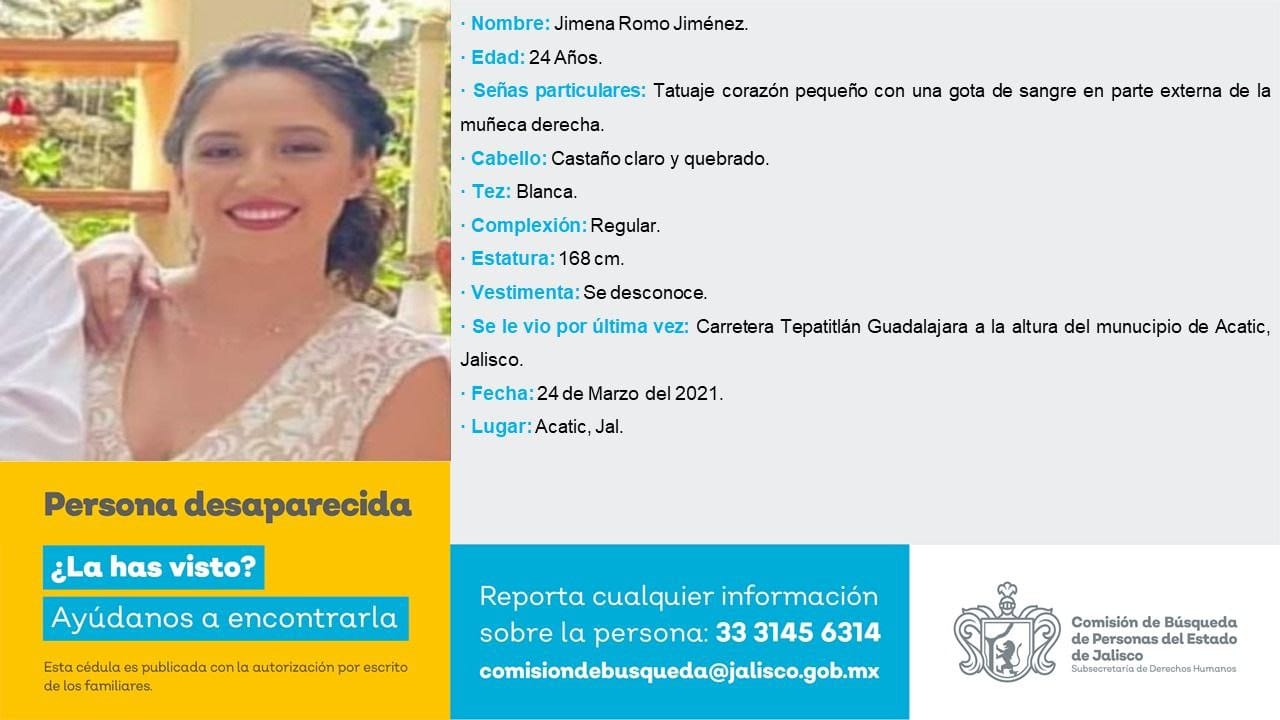 · Nombre: Jimena Romo Jiménez.
· Edad: 24 Años.
· Señas particulares: Tatuaje corazón pequeño con una gota de sangre en parte externa de la
muñeca derecha.
· Cabello: Castaño claro y quebrado.
· Tez: Blanca.
· Complexión: Regular.
· Estatura: 168 cm.
· Vestimenta: Se desconoce.
· Se le vio por última vez: Carretera Tepatitlán Guadalajara a la altura del munucipio de Acatic,
Jalisco.
· Fecha: 24 de Marzo del 2021.
· Lugar: Acatic, Jal.
Persona desaparecida
¿La has visto?
Ayúdanos a encontrarla
Esta cédula es publicada con la autorización por escrito
de los familiares.
Reporta cualquier información
sobre la persona: 33 3145 6314
comisiondebusqueda@jalisco.gob.mx
Comisión de Búsqueda
de Personas del Estado
de Jalisco
Subsecretaría de Derechos Humanos